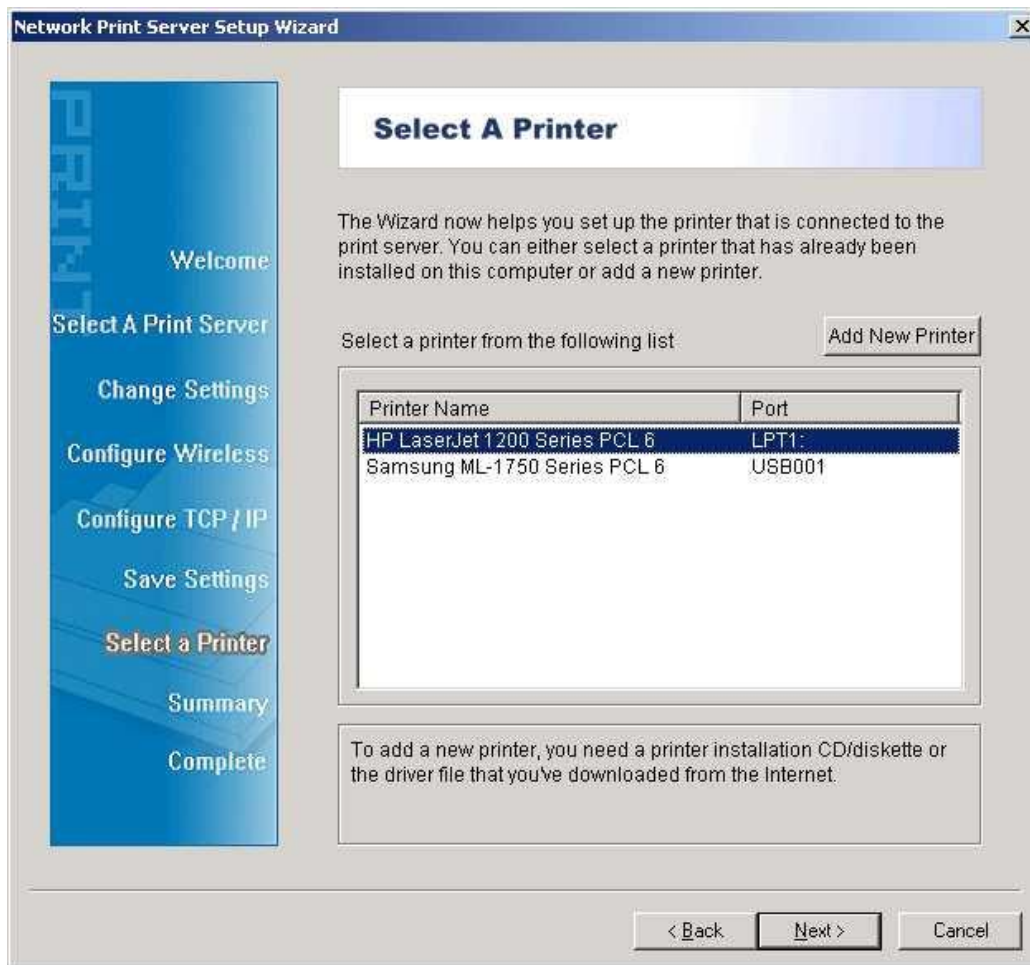 Network Print Server Setup Wizard
PRINT
Welcome
Select A Print Server
Change Settings
Configure Wireless
Configure TCP / IP
Save Settings
Select a Printer
Summary
Complete
Select A Printer
The Wizard now helps you set up the printer that is connected to the
print server. You can either select a printer that has already been
installed on this computer or add a new printer.
Select a printer from the following list
Add New Printer
Printer Name Port
HP LaserJet 1200 Series PCL 6 LPT1:
Samsung ML-1750 Series PCL 6 USB001
To add a new printer, you need a printer installation CD/diskette or
the driver file that you've downloaded from the Internet.
< Back Next > Cancel